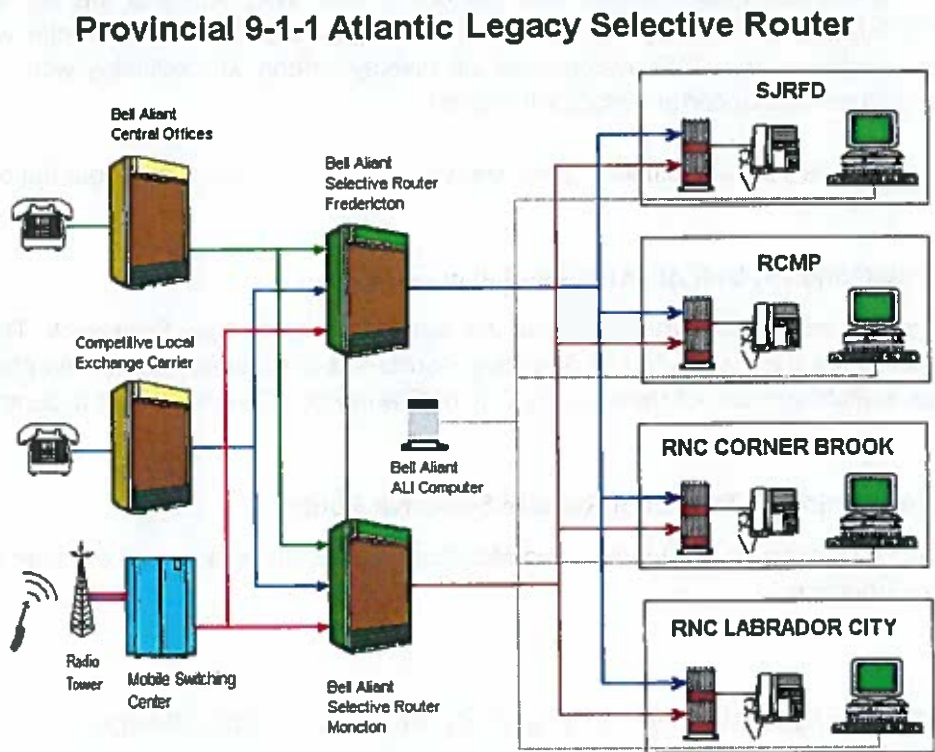 Provincial 9-1-1 Atlantic Legacy Selective Router
Bell Aliant
Central Offices
Bell Aliant
Selective Router
Fredericton
Competitive Local
Exchange Carrier
Bell Aliant
ALI Computer
Radio
Tower
Mobile Switching
Center
Bell Aliant
Selective Router
Moncton
SJRFD
RCMP
RNC CORNER BROOK
RNC LABRADOR CITY